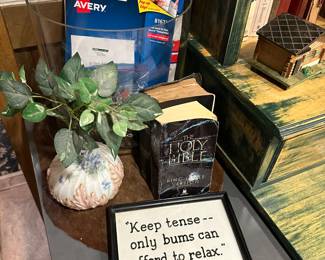 AVERY
THE
HOLY
BIBLE
"Keep tense --
only bums can
afford to relax."